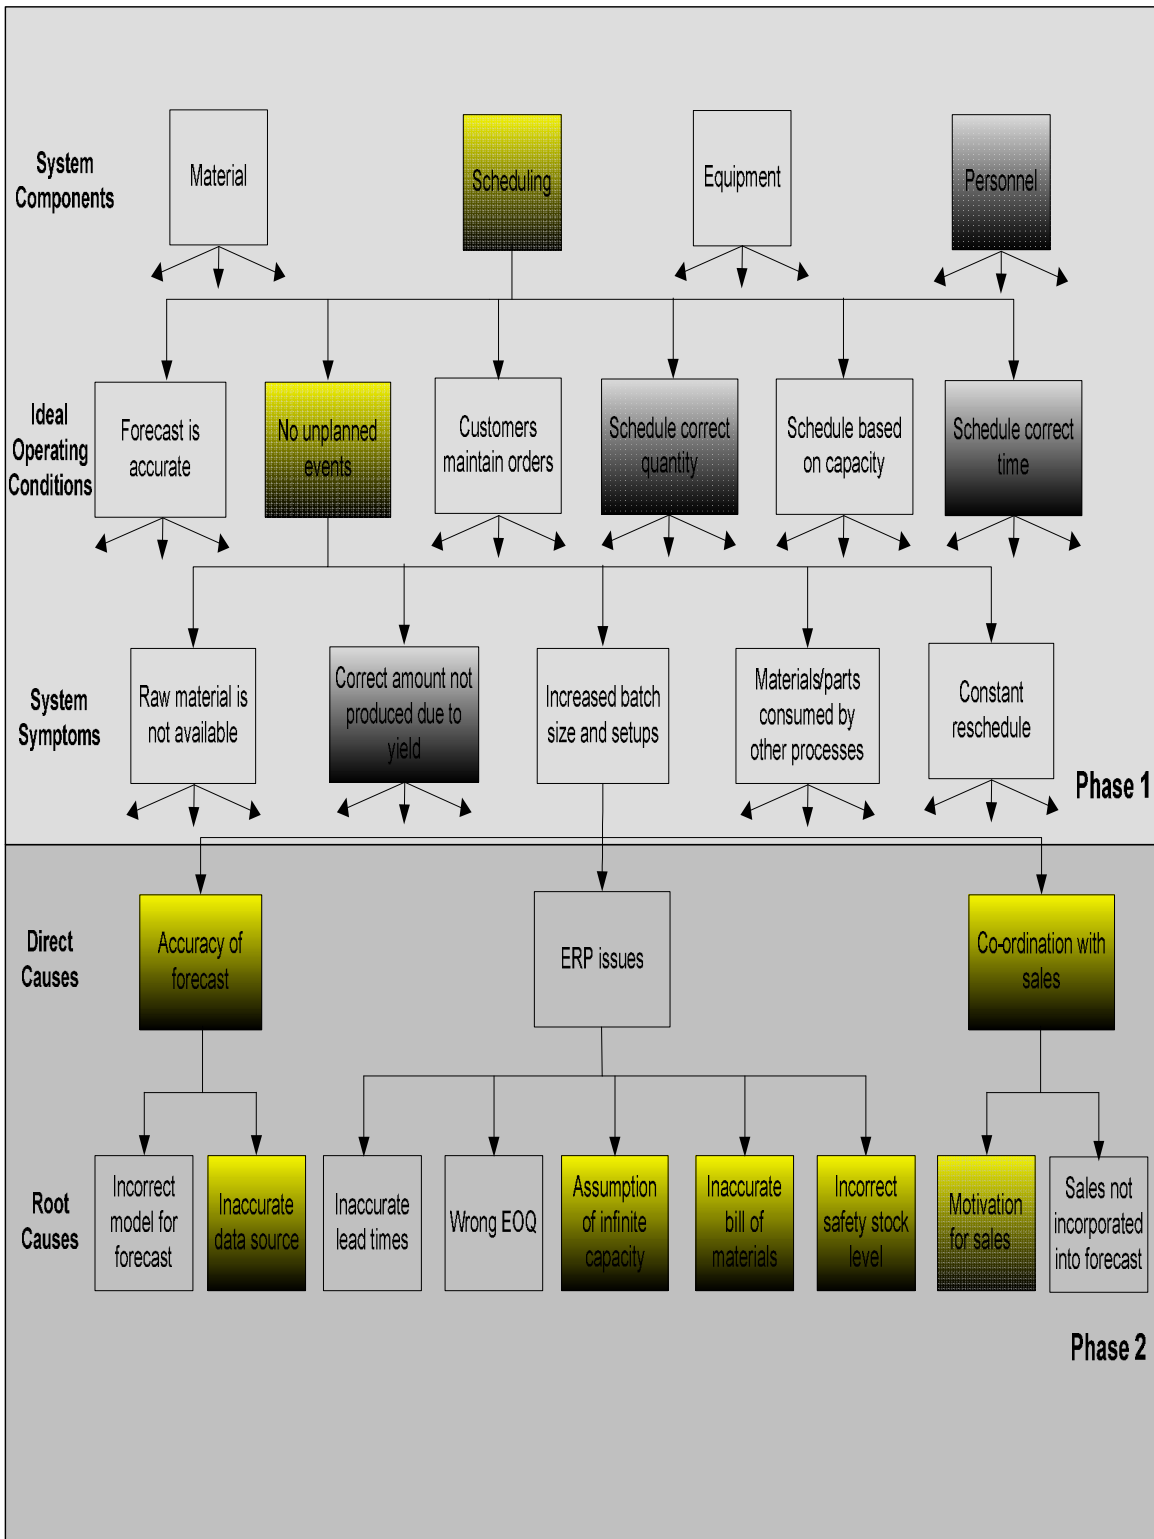 System
Components
Material
Scheduling
Equipment
Personnel
Ideal
Operating
Conditions
Forecast is
accurate
No unplanned
events
Customers
maintain orders
Schedule correct
quantity
Schedule based
on capacity
Schedule correct
time
System
Symptoms
Raw material is
not available
Correct amount not
produced due to
yield
Increased batch
size and setups
Materials/parts
consumed by
other processes
Constant
reschedule
Phase 1
Direct
Causes
Accuracy of
forecast
ERP issues
Co-ordination with
sales
Root
Causes
Incorrect
model for
forecast
Inaccurate
data source
Inaccurate
lead times
Wrong EOQ
Assumption
of infinite
capacity
Inaccurate
bill of
materials
Incorrect
safety stock
level
Motivation
for sales
Sales not
incorporated
into forecast
Phase 2